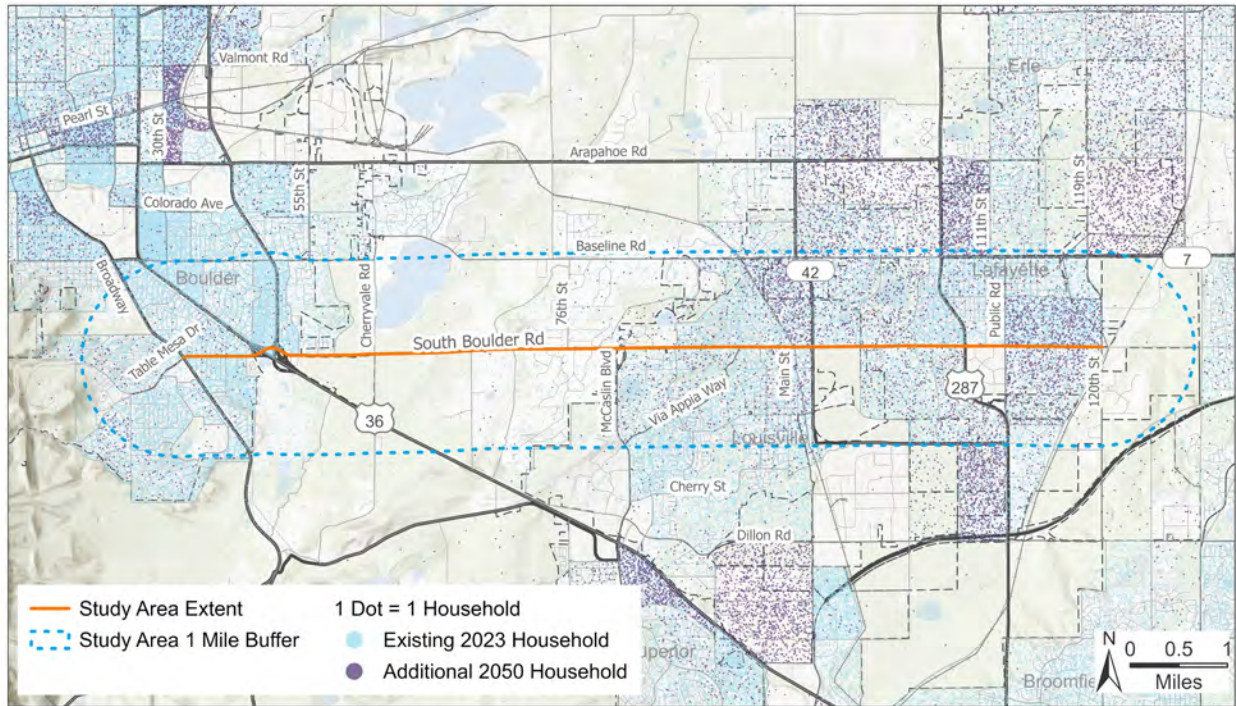 Valmont Rd
Erie
Pearl St
30th St
Arapahoe Rd
55th St
Colorado Ave
Cherryvale Rd
119th St
111th St
Baseline Rd
Broadway
Boulder
42
Lafayette
7
76th St
Public Rd
South Boulder Rd
Table Mesa Dr
McCaslin Blvd
Via Appia Way
Main St
287
120th St
36
Louisville
Cherry St
Dillon Rd
Study Area Extent
Study Area 1 Mile Buffer
1 Dot = 1 Household
Existing 2023 Household
Additional 2050 Household
uperior
Broomfie
N
0 0.5 1
Miles